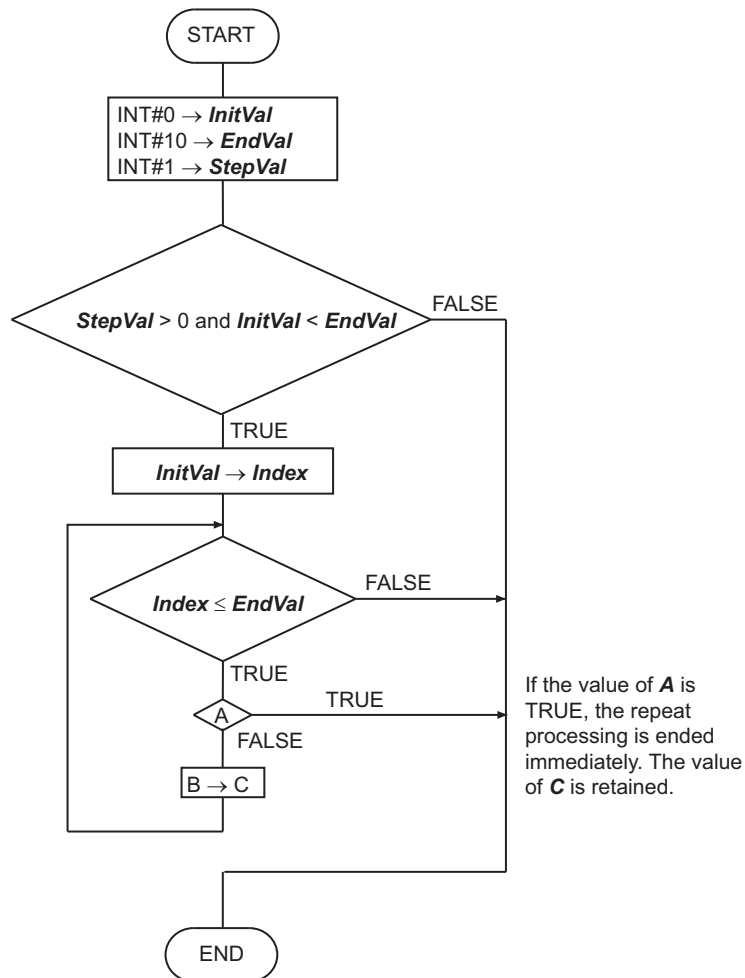 START
INT#0 → InitVal
INT#10 → EndVal
INT#1 → StepVal
StepVal > 0 and InitVal < EndVal
FALSE
TRUE
InitVal → Index
Index ≤ EndVal
FALSE
TRUE
A
TRUE
FALSE
B → C
If the value of A is
TRUE, the repeat
processing is ended
immediately. The value
of C is retained.
END